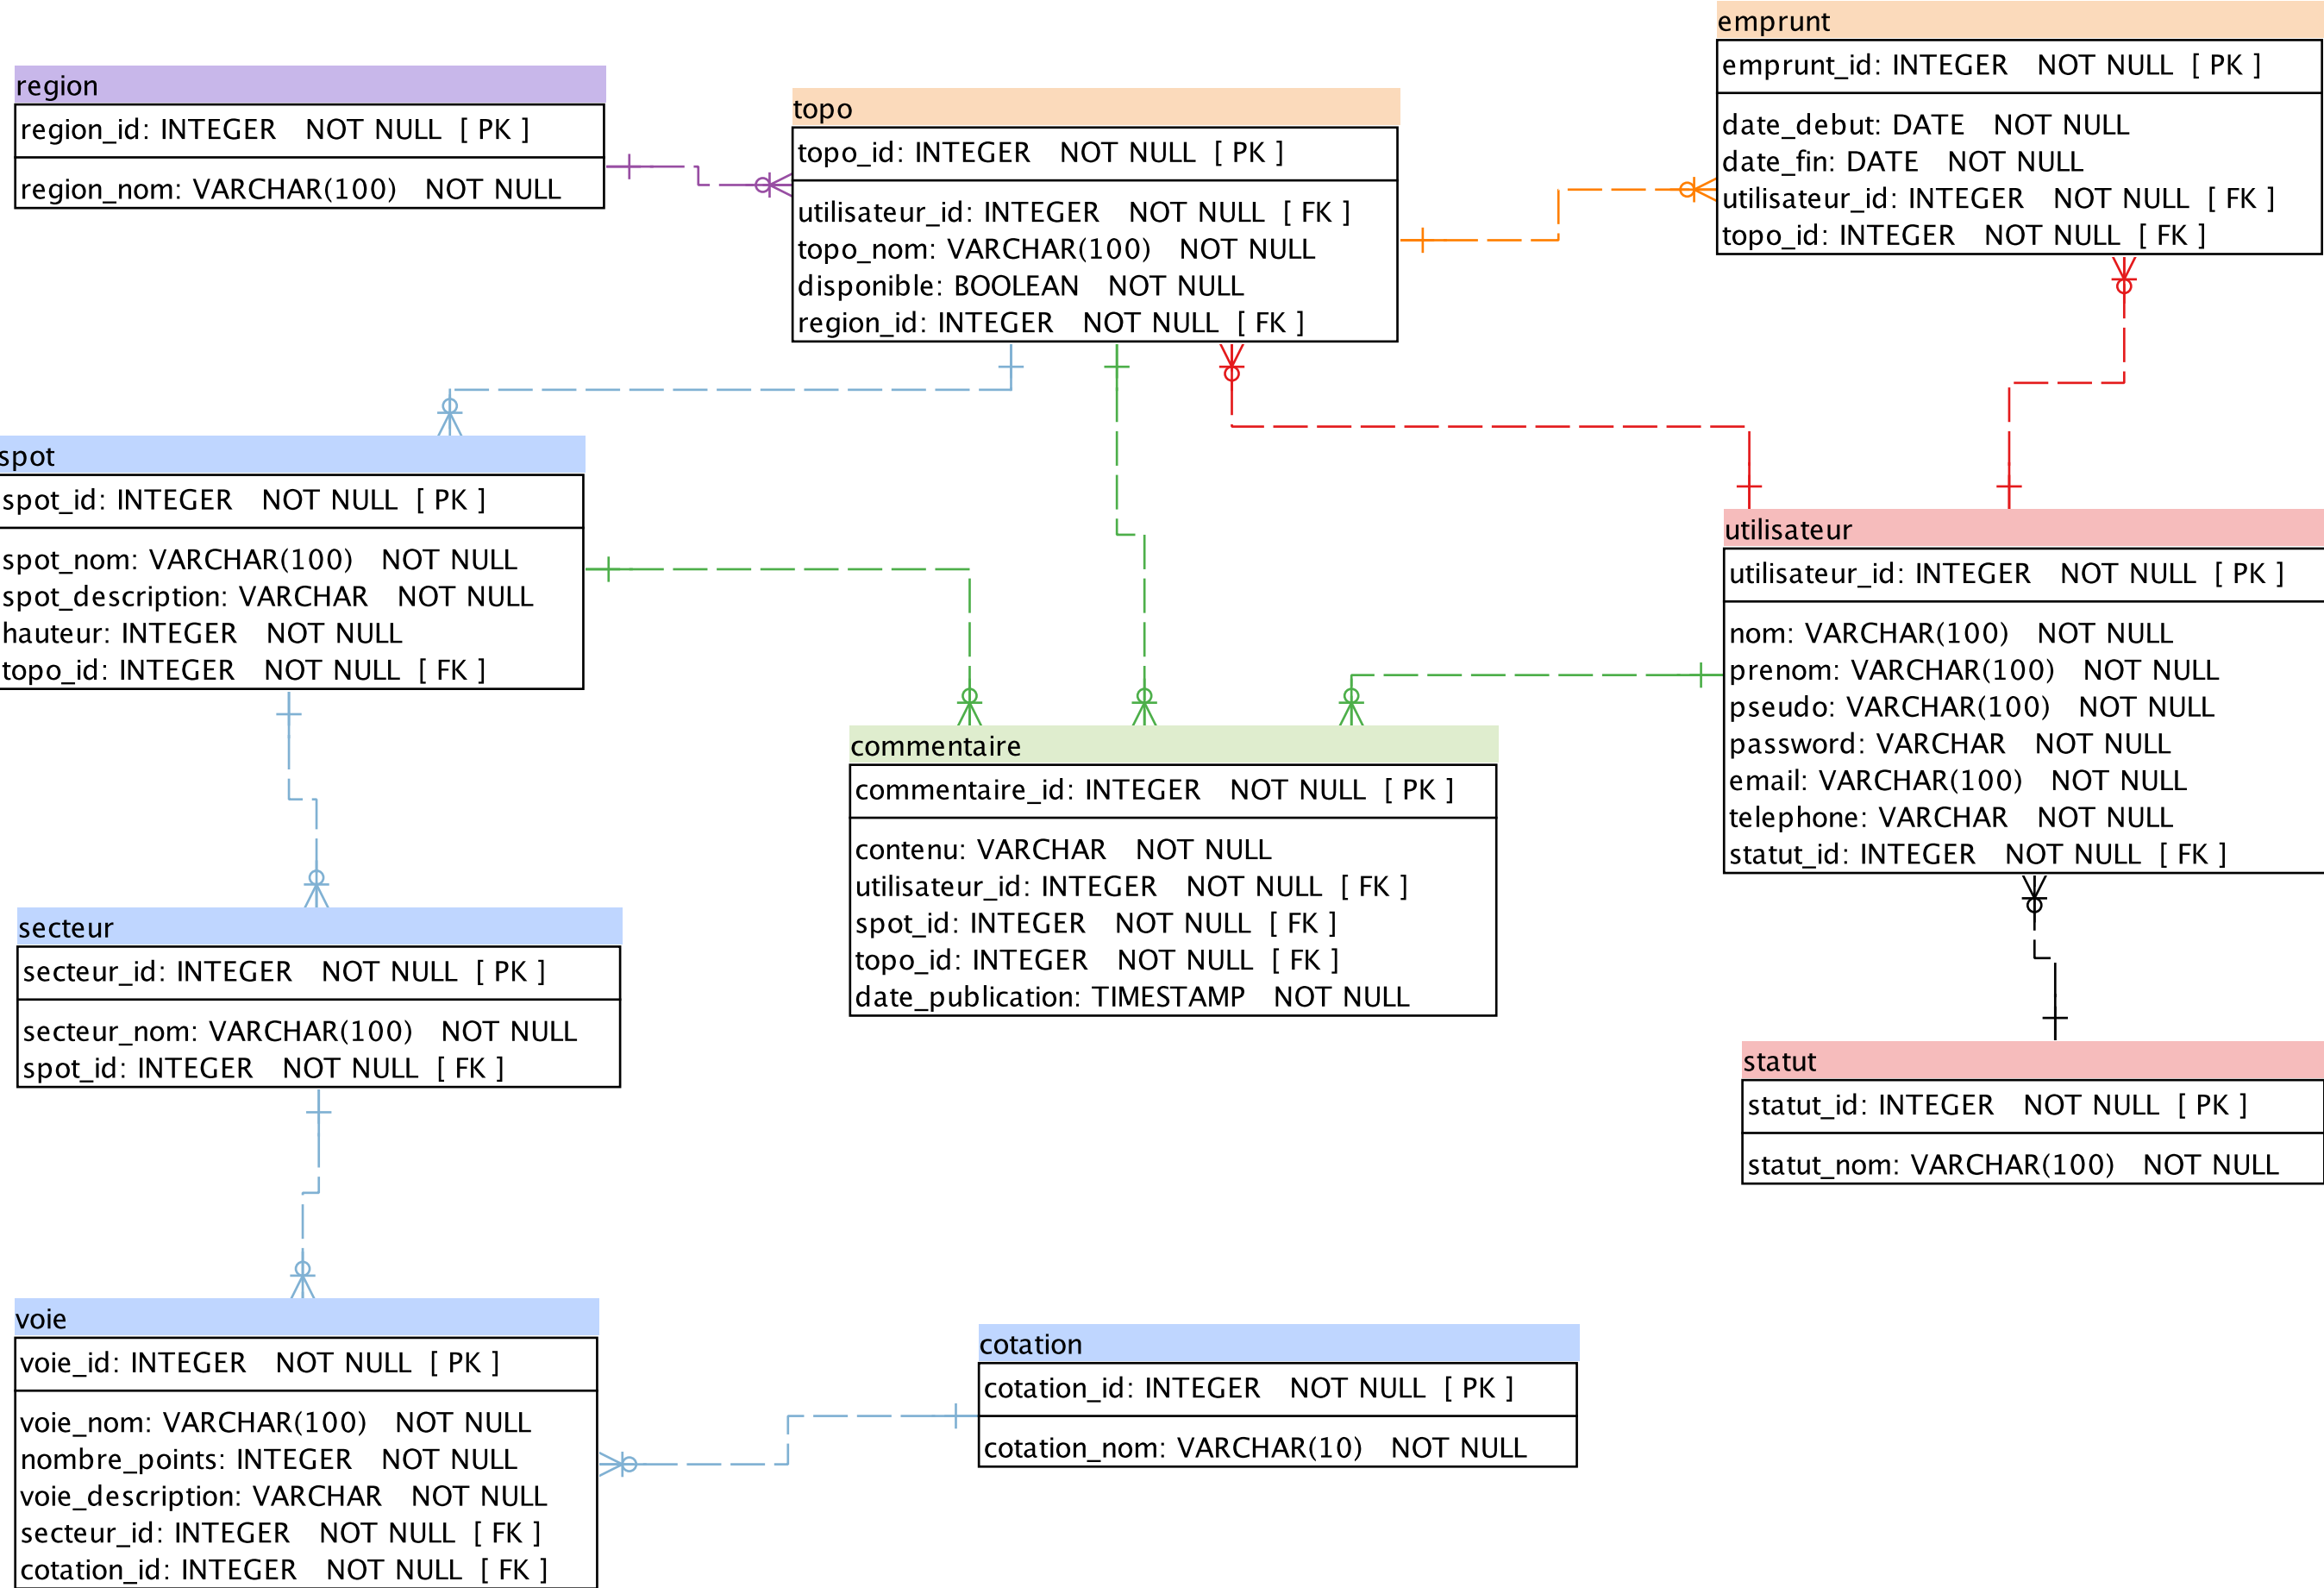 region
region_id: INTEGER NOT NULL [ PK ]
region_nom: VARCHAR(100) NOT NULL
topo
topo_id: INTEGER NOT NULL [ PK ]
utilisateur_id: INTEGER NOT NULL [ FK ]
topo_nom: VARCHAR(100) NOT NULL
disponible: BOOLEAN NOT NULL
region_id: INTEGER NOT NULL [ FK ]
emprunt
emprunt_id: INTEGER NOT NULL [ PK ]
date_debut: DATE NOT NULL
date_fin: DATE NOT NULL
utilisateur_id: INTEGER NOT NULL [ FK ]
topo_id: INTEGER NOT NULL [ FK ]
spot
spot_id: INTEGER NOT NULL [ PK ]
spot_nom: VARCHAR(100) NOT NULL
spot_description: VARCHAR NOT NULL
hauteur: INTEGER NOT NULL
topo_id: INTEGER NOT NULL [ FK ]
utilisateur
utilisateur_id: INTEGER NOT NULL [ PK ]
nom: VARCHAR(100) NOT NULL
prenom: VARCHAR(100) NOT NULL
pseudo: VARCHAR(100) NOT NULL
password: VARCHAR NOT NULL
email: VARCHAR(100) NOT NULL
telephone: VARCHAR NOT NULL
statut_id: INTEGER NOT NULL [ FK ]
commentaire
commentaire_id: INTEGER NOT NULL [ PK ]
contenu: VARCHAR NOT NULL
utilisateur_id: INTEGER NOT NULL [ FK ]
spot_id: INTEGER NOT NULL [ FK ]
topo_id: INTEGER NOT NULL [ FK ]
date_publication: TIMESTAMP NOT NULL
secteur
secteur_id: INTEGER NOT NULL [ PK ]
secteur_nom: VARCHAR(100) NOT NULL
spot_id: INTEGER NOT NULL [ FK ]
statut
statut_id: INTEGER NOT NULL [ PK ]
statut_nom: VARCHAR(100) NOT NULL
voie
voie_id: INTEGER NOT NULL [ PK ]
voie_nom: VARCHAR(100) NOT NULL
nombre_points: INTEGER NOT NULL
voie_description: VARCHAR NOT NULL
secteur_id: INTEGER NOT NULL [ FK ]
cotation_id: INTEGER NOT NULL [ FK ]
cotation
cotation_id: INTEGER NOT NULL [ PK ]
cotation_nom: VARCHAR(10) NOT NULL